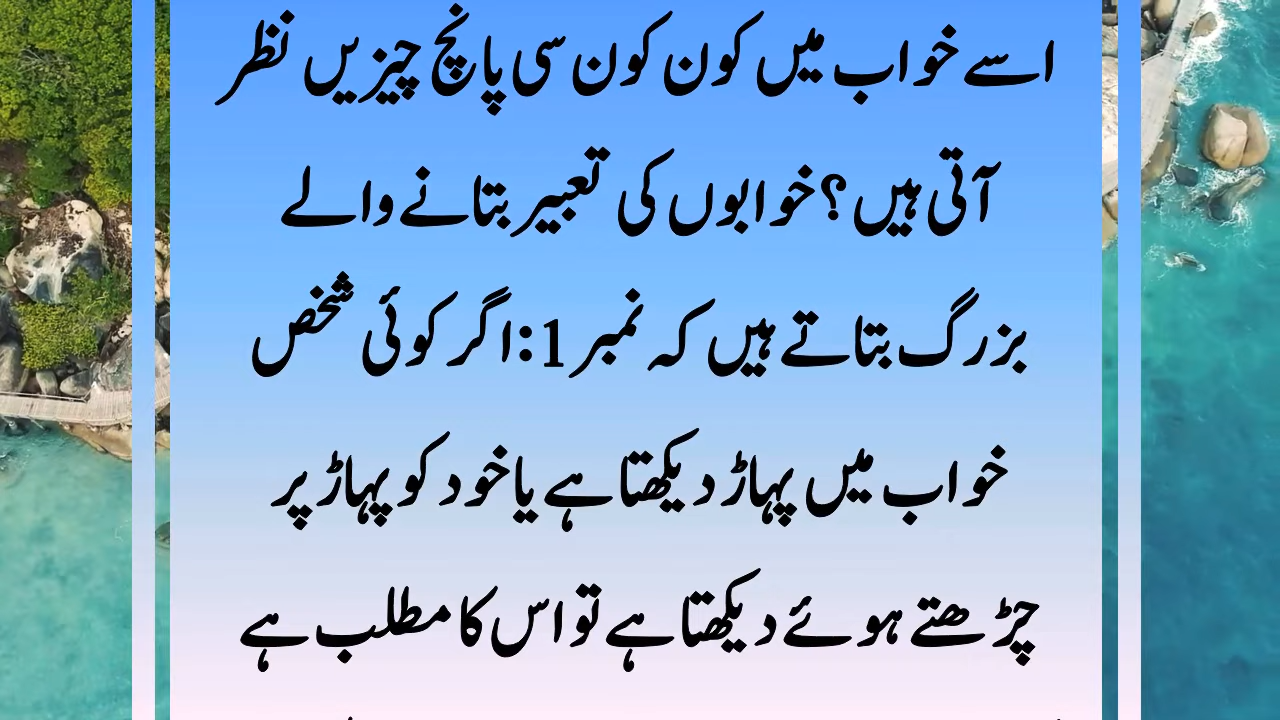 اسے خواب میں کون کون سی پانچ چیزیں نظر
آتی ہیں؟ خوابوں کی تعبیر بتانے والے
بزرگ بتاتے ہیں کہ نمبر 1: اگر کوئی شخص
خواب میں پہاڑ دیکھتا ہے یا خود کو پہاڑ پر
چڑھتے ہوئے دیکھتا ہے تو اس کا مطلب ہے